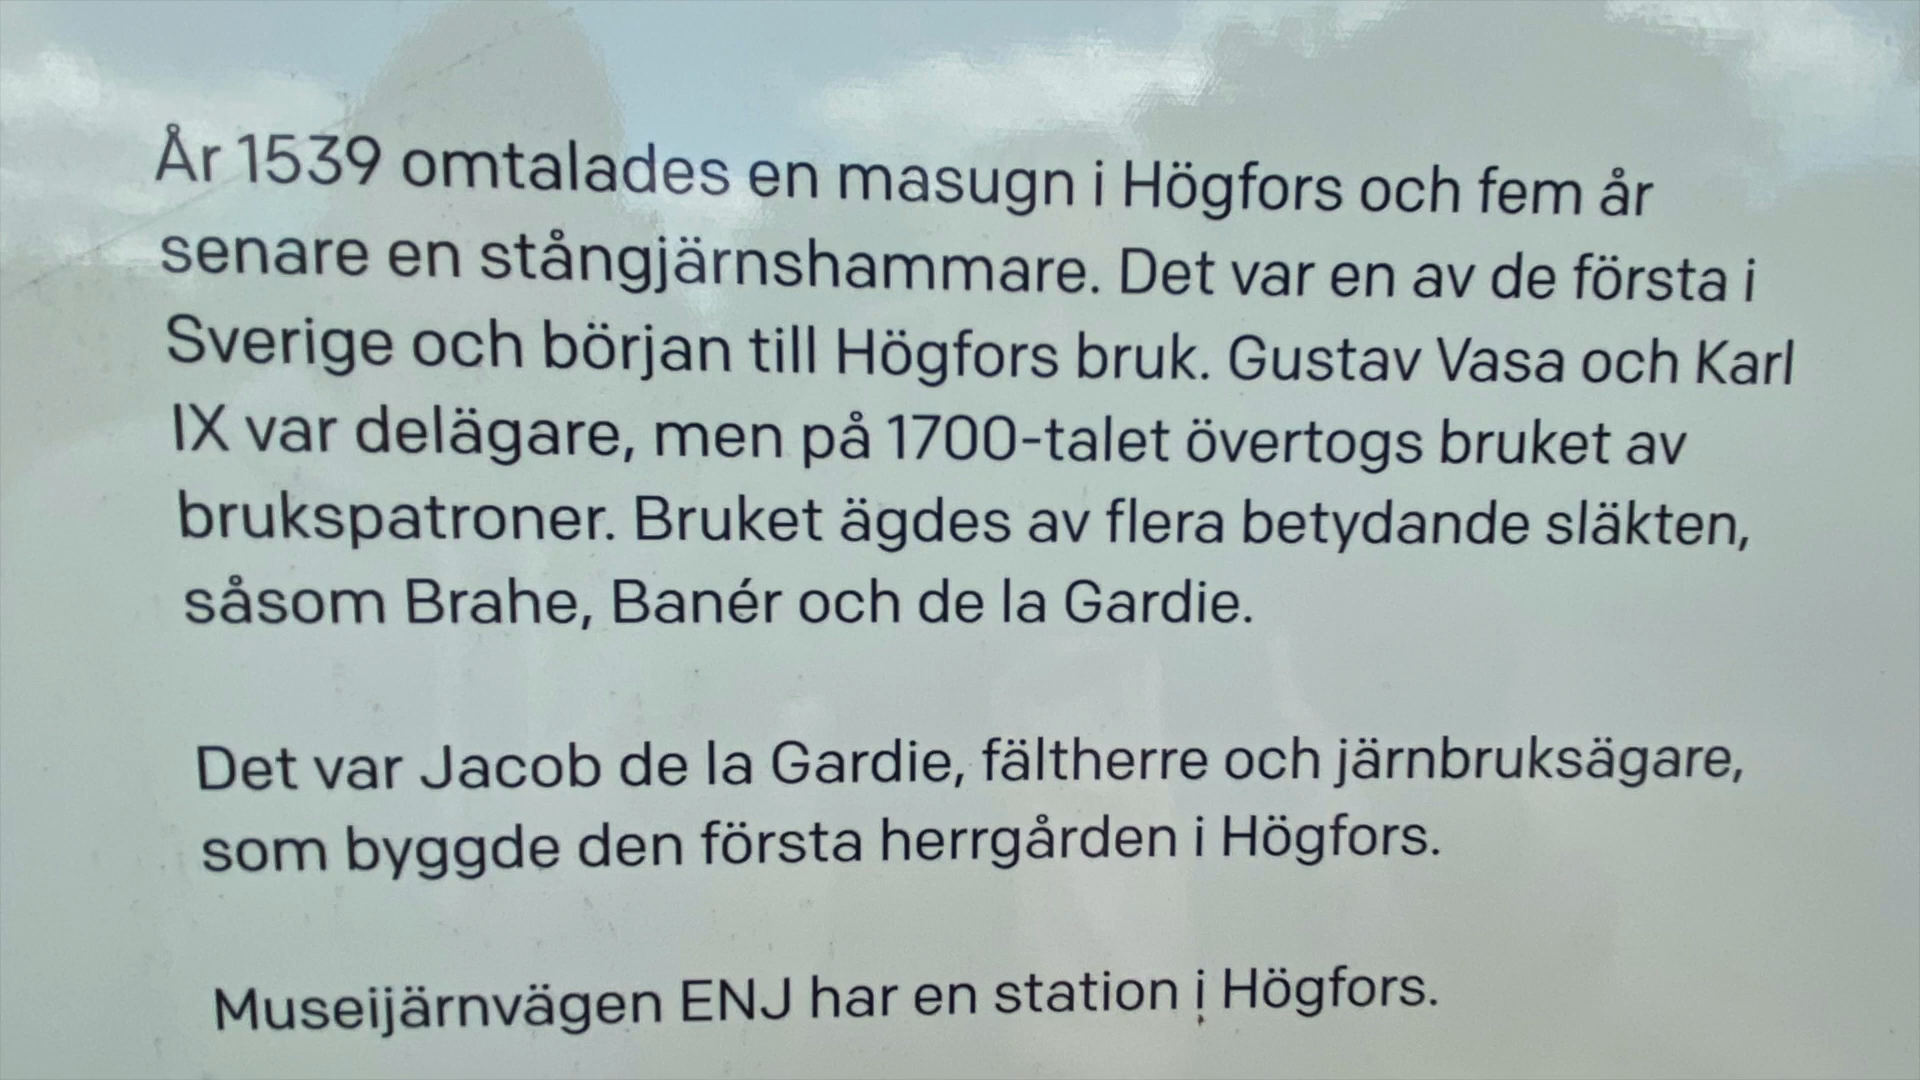 År 1539 omtalades en masugn i Högfors och fem år
senare en stångjärnshammare. Det var en av de första i
Sverige och början till Högfors bruk. Gustav Vasa och Karl
IX var delägare, men på 1700-talet övertogs bruket av
brukspatroner. Bruket ägdes av flera betydande släkten,
såsom Brahe, Banér och de la Gardie.
Det var Jacob de la Gardie, fältherre och järnbruksägare,
som byggde den första herrgården i Högfors.
Museijärnvägen ENJ har en station i Högfors.